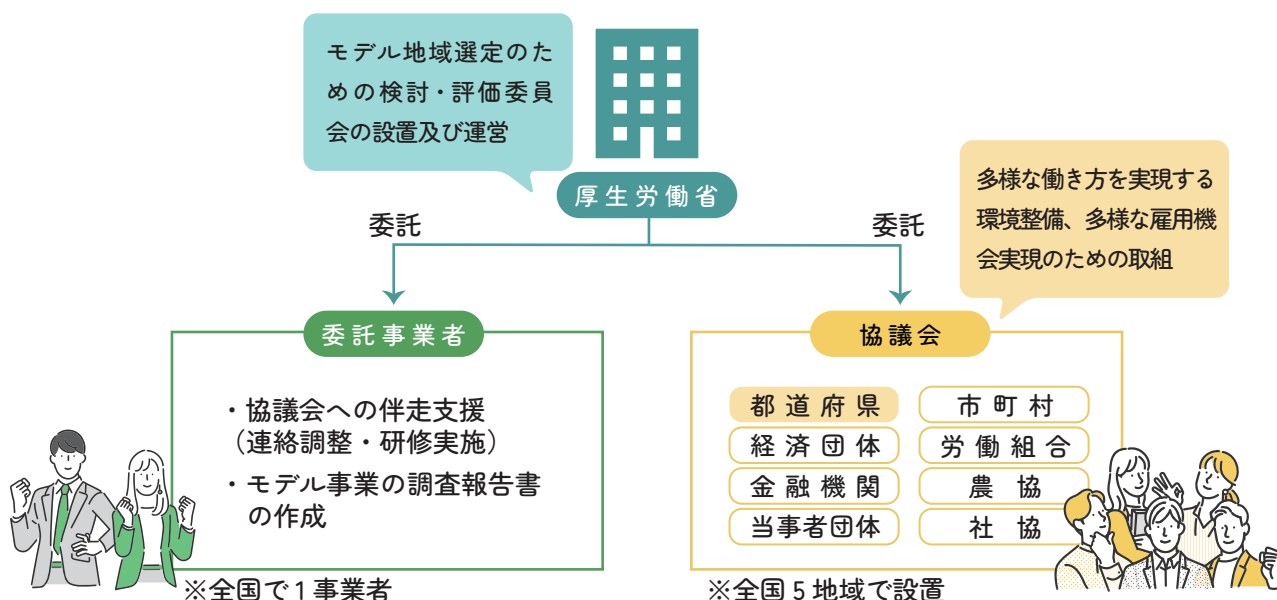 モデル地域選定のた
めの検討・評価委員
会の設置及び運営
厚生労働省
委託
委託
多様な働き方を実現する
環境整備、多様な雇用機
会実現のための取組
委託事業者
・協議会への伴走支援
（連絡調整・研修実施）
・モデル事業の調査報告書
の作成
※全国で1事業者
協議会
都道府県
市町村
経済団体
労働組合
金融機関
農協
当事者団体
社協
※全国5地域で設置